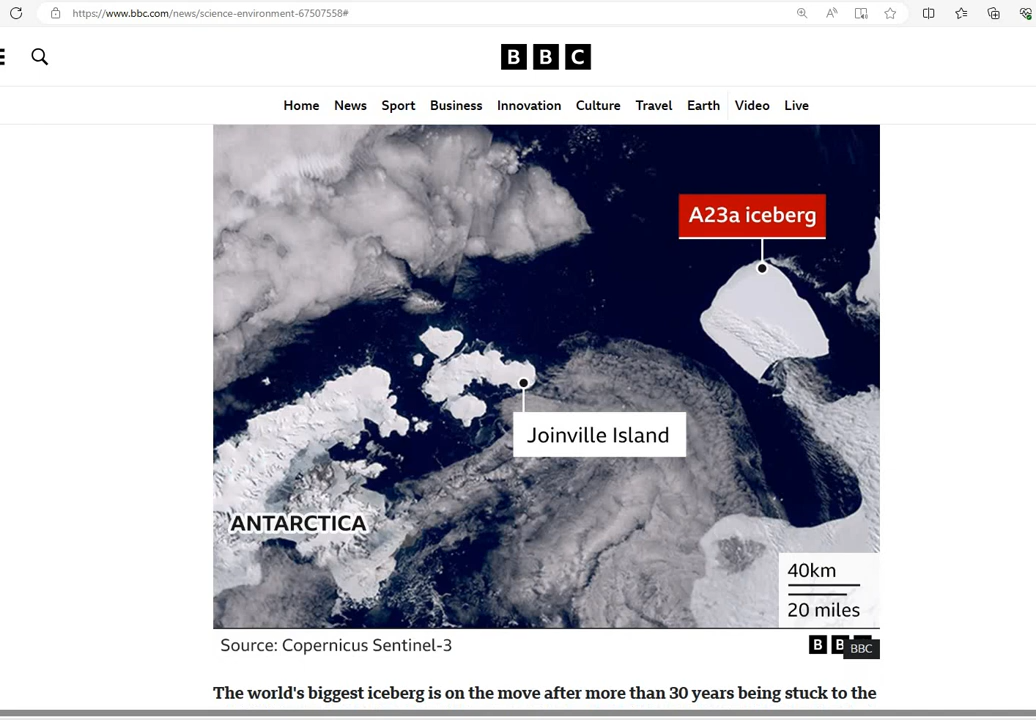 https://www.bbc.com/news/science-environment-67507558#
BBC
Home News Sport Business Innovation Culture Travel Earth Video Live
A23a iceberg
Joinville Island
ANTARCTICA
40km
20 miles
Source: Copernicus Sentinel-3
BBC
The world's biggest iceberg is on the move after more than 30 years being stuck to the